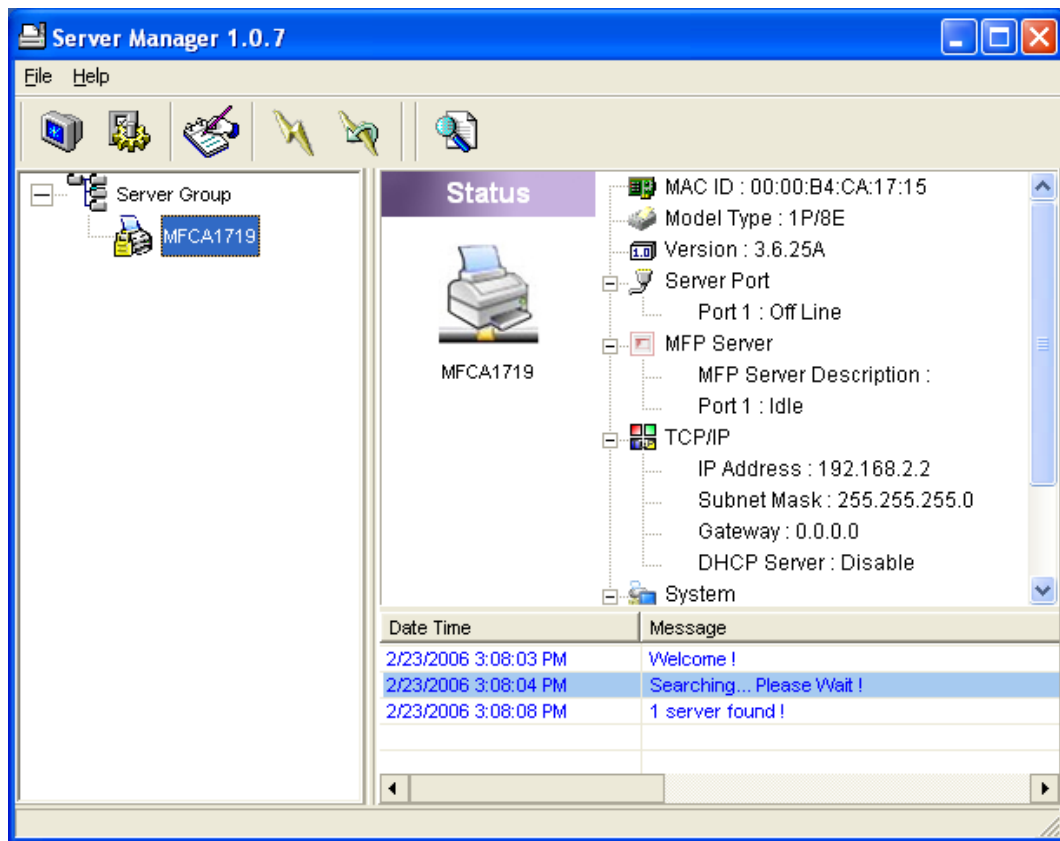 Server Manager 1.0.7
File Help
Server Group
MFCA1719
Status
MFCA1719
MAC ID : 00:00:B4:CA:17:15
Model Type : 1P/8E
1.0 Version : 3.6.25A
Server Port
Port 1 : Off Line
MFP Server
MFP Server Description :
Port 1 : Idle
TCP/IP
IP Address : 192.168.2.2
Subnet Mask : 255.255.255.0
Gateway : 0.0.0.0
DHCP Server : Disable
System
Date Time Message
2/23/2006 3:08:03 PM Welcome !
2/23/2006 3:08:04 PM Searching... Please Wait !
2/23/2006 3:08:08 PM 1 server found !